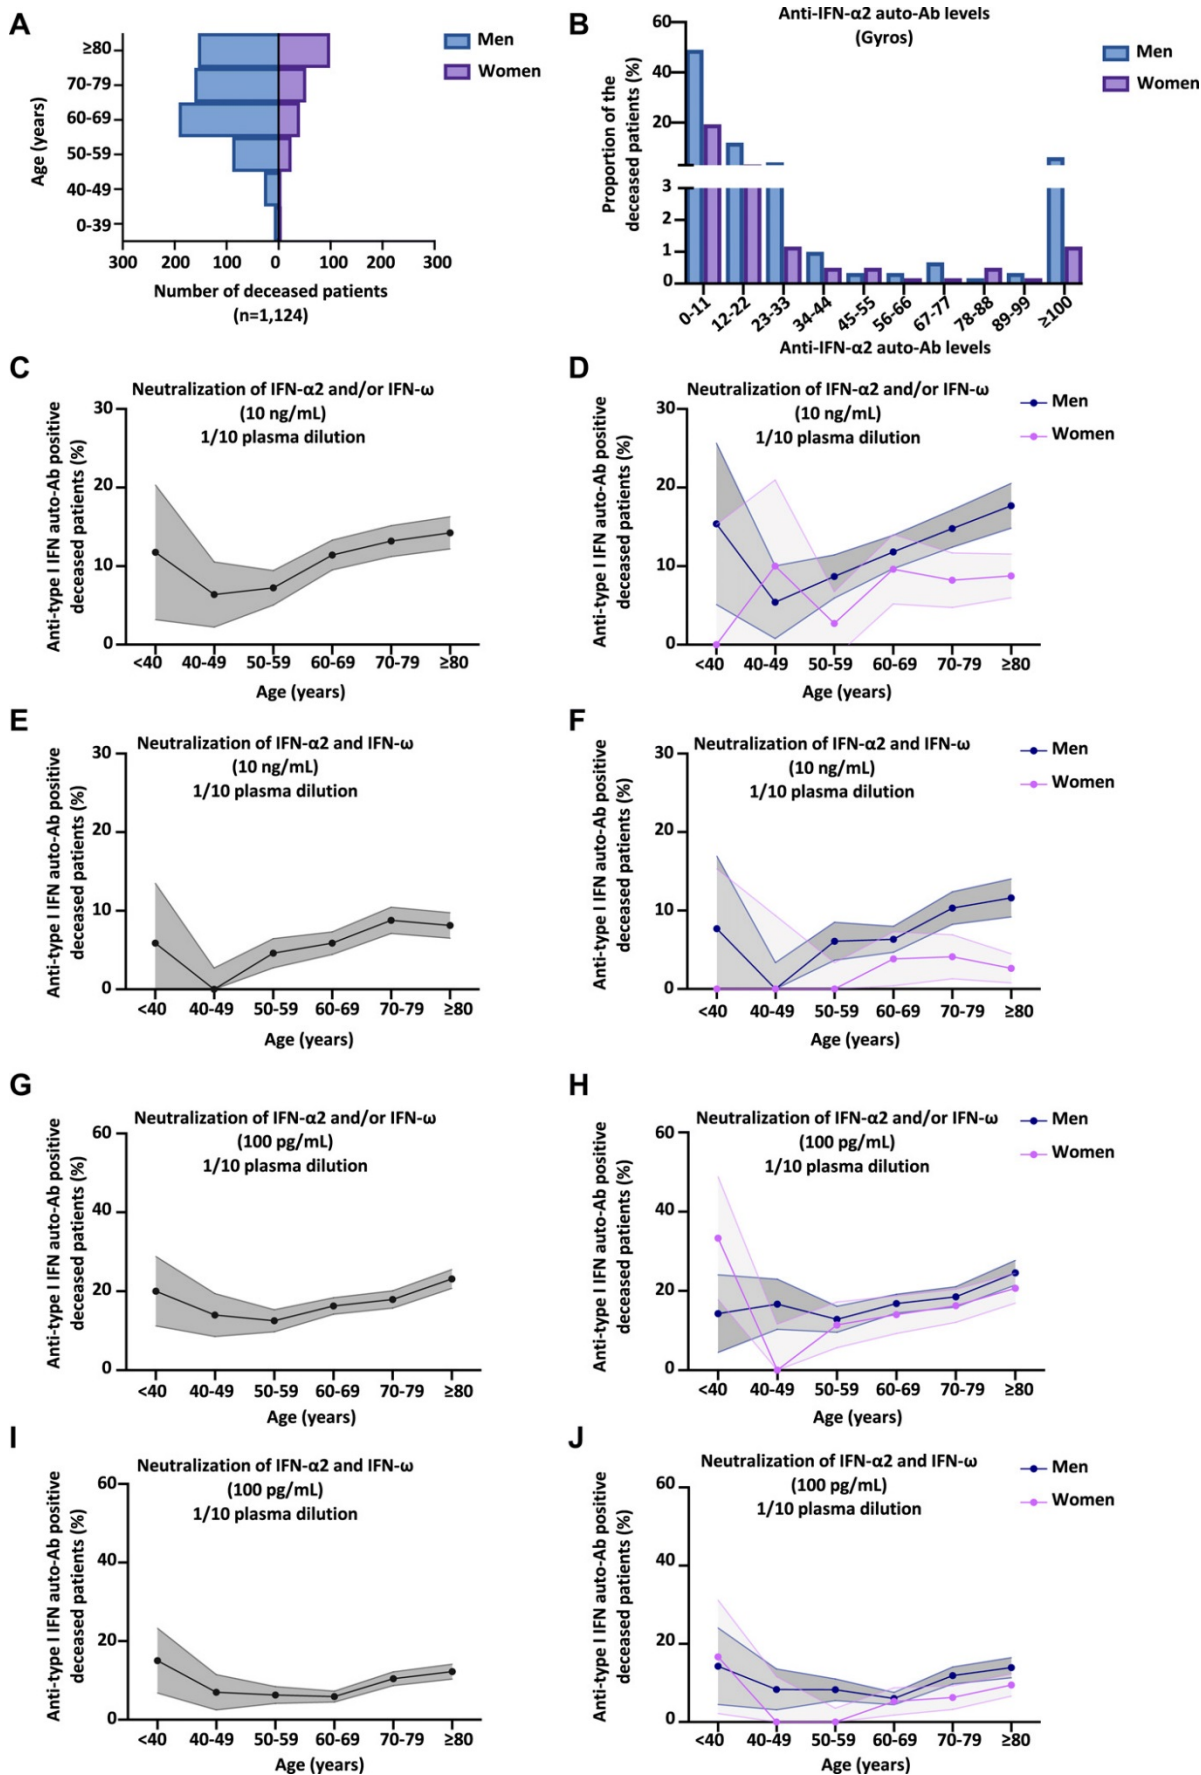 A
Age (years)
≥80
70-79
60-69
50-59
40-49
0-39
300 200 100 0 100 200 300
Number of deceased patients
(n=1,124)
Men
Women
B
Anti-IFN-α2 auto-Ab levels
(Gyros)
Proportion of the
deceased patients (%)
60
40
20
3
2
1
0
0-11 12-22 23-33 34-44 45-55 56-66 67-77 78-88 89-99 ≥100
Anti-IFN-α2 auto-Ab levels
Men
Women
C
Neutralization of IFN-α2 and/or IFN-ω
(10 ng/mL)
1/10 plasma dilution
Anti-type I IFN auto-Ab positive
deceased patients (%)
30
20
10
0
<40 40-49 50-59 60-69 70-79 ≥80
Age (years)
D
Neutralization of IFN-α2 and/or IFN-ω
(10 ng/mL)
1/10 plasma dilution
Anti-type I IFN auto-Ab positive
deceased patients (%)
30
20
10
0
<40 40-49 50-59 60-69 70-79 ≥80
Age (years)
Men
Women
E
Neutralization of IFN-α2 and IFN-ω
(10 ng/mL)
1/10 plasma dilution
Anti-type I IFN auto-Ab positive
deceased patients (%)
30
20
10
0
<40 40-49 50-59 60-69 70-79 ≥80
Age (years)
F
Neutralization of IFN-α2 and IFN-ω
(10 ng/mL)
1/10 plasma dilution
Anti-type I IFN auto-Ab positive
deceased patients (%)
30
20
10
0
<40 40-49 50-59 60-69 70-79 ≥80
Age (years)
Men
Women
G
Neutralization of IFN-α2 and/or IFN-ω
(100 pg/mL)
1/10 plasma dilution
Anti-type I IFN auto-Ab positive
deceased patients (%)
60
40
20
0
<40 40-49 50-59 60-69 70-79 ≥80
Age (years)
H
Neutralization of IFN-α2 and/or IFN-ω
(100 pg/mL)
1/10 plasma dilution
Anti-type I IFN auto-Ab positive
deceased patients (%)
60
40
20
0
<40 40-49 50-59 60-69 70-79 ≥80
Age (years)
Men
Women
I
Neutralization of IFN-α2 and IFN-ω
(100 pg/mL)
1/10 plasma dilution
Anti-type I IFN auto-Ab positive
deceased patients (%)
60
40
20
0
<40 40-49 50-59 60-69 70-79 ≥80
Age (years)
J
Neutralization of IFN-α2 and IFN-ω
(100 pg/mL)
1/10 plasma dilution
Anti-type I IFN auto-Ab positive
deceased patients (%)
60
40
20
0
<40 40-49 50-59 60-69 70-79 ≥80
Age (years)
Men
Women